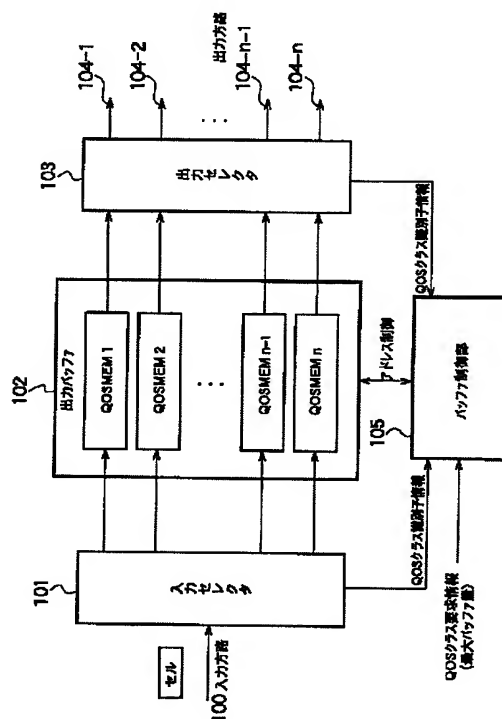 セル
100 入力方路
101
入力セレクタ
102
出力バッファ
QOSMEM 1
QOSMEM 2
...
QOSMEM n-1
QOSMEM n
103
出力セレクタ
104-1
104-2
...
出力方路
104-n-1
104-n
アドレス制御
QOSクラス識別子情報
QOSクラス識別子情報
105
バッファ制御部
QOSクラス要求情報
(最大バッファ量)